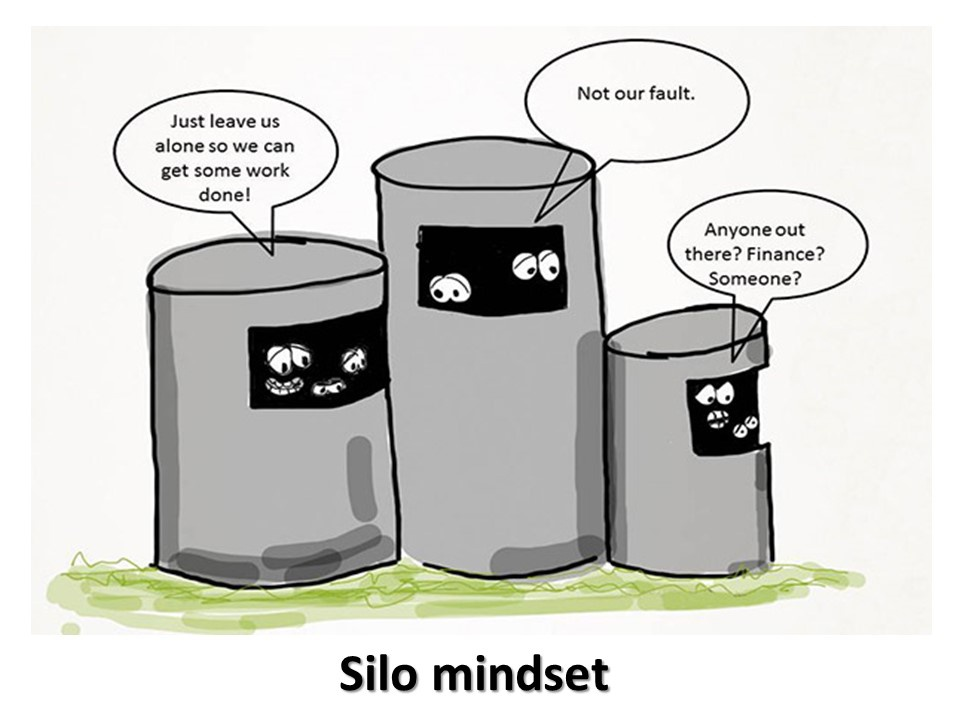 Just leave us
alone so we can
get some work
done!
Not our fault.
Anyone out
there? Finance?
Someone?
Silo mindset